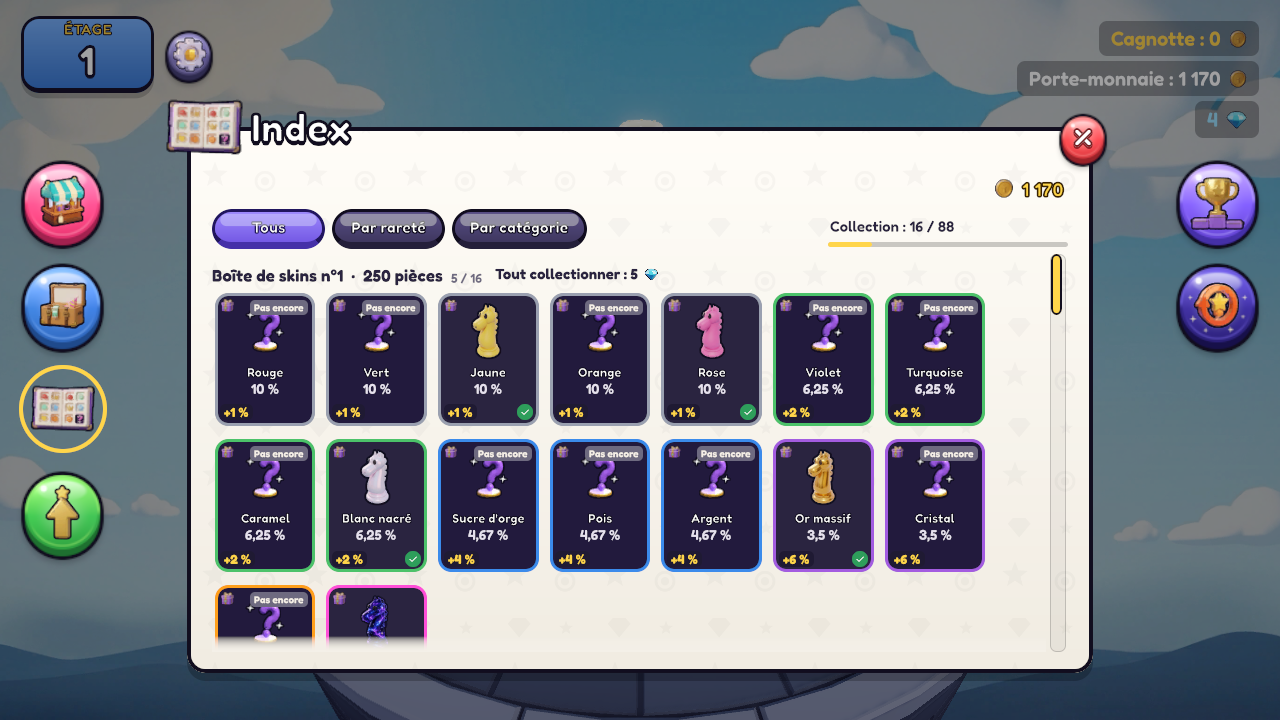 ÉTAGE
1
Cagnotte : 0
Porte-monnaie : 1 170
4
Index
1 170
Tous
Par rareté
Par catégorie
Collection : 16 / 88
Boîte de skins n°1 · 250 pièces 5 / 16 Tout collectionner : 5
Pas encore
Rouge
10 %
+1 %
Pas encore
Vert
10 %
+1 %
Jaune
10 %
+1 %
Pas encore
Orange
10 %
+1 %
Rose
10 %
+1 %
Pas encore
Violet
6,25 %
+2 %
Pas encore
Turquoise
6,25 %
+2 %
Pas encore
Caramel
6,25 %
+2 %
Blanc nacré
6,25 %
+2 %
Pas encore
Sucre d'orge
4,67 %
+4 %
Pas encore
Pois
4,67 %
+4 %
Pas encore
Argent
4,67 %
+4 %
Or massif
3,5 %
+6 %
Pas encore
Cristal
3,5 %
+6 %
Pas encore